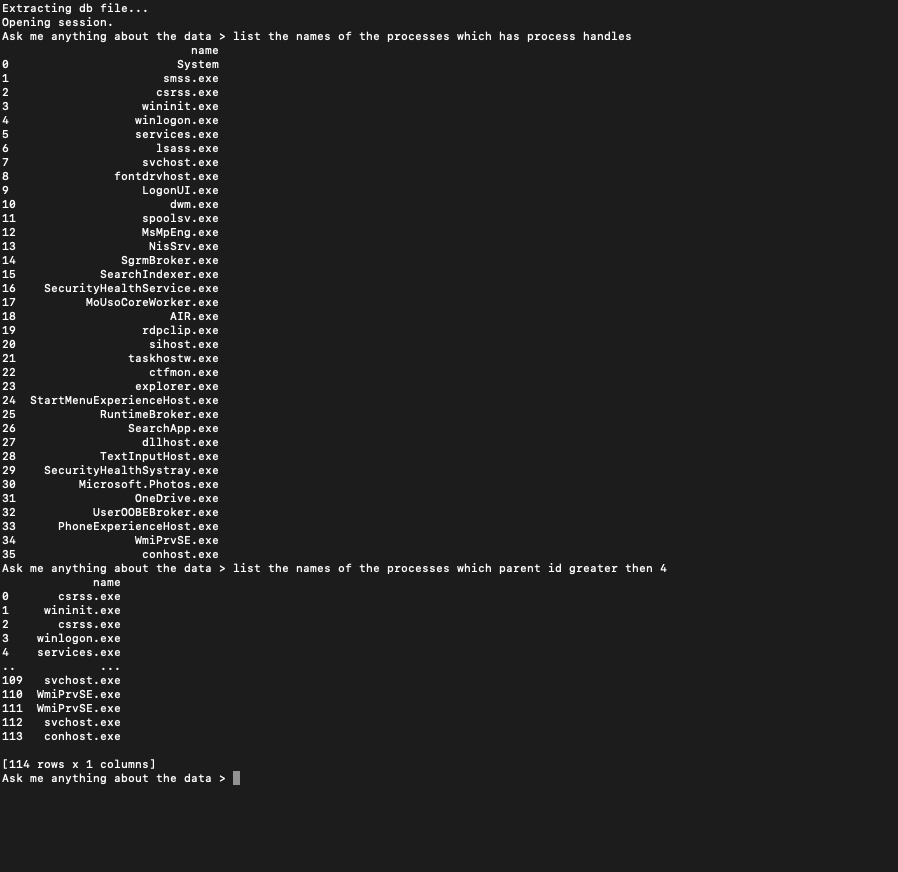 Extracting db file...
Opening session.
Ask me anything about the data > list the names of the processes which has process handles
name
0 System
1 smss.exe
2 csrss.exe
3 wininit.exe
4 winlogon.exe
5 services.exe
6 lsass.exe
7 svchost.exe
8 fontdrvhost.exe
9 LogonUI.exe
10 dwm.exe
11 spoolsv.exe
12 MsMpEng.exe
13 NisSrv.exe
14 SgrmBroker.exe
15 SearchIndexer.exe
16 SecurityHealthService.exe
17 MoUsoCoreWorker.exe
18 AIR.exe
19 rdpclip.exe
20 sihost.exe
21 taskhostw.exe
22 ctfmon.exe
23 explorer.exe
24 StartMenuExperienceHost.exe
25 RuntimeBroker.exe
26 SearchApp.exe
27 dllhost.exe
28 TextInputHost.exe
29 SecurityHealthSystray.exe
30 Microsoft.Photos.exe
31 OneDrive.exe
32 UserOOBEBroker.exe
33 PhoneExperienceHost.exe
34 WmiPrvSE.exe
35 conhost.exe
Ask me anything about the data > list the names of the processes which parent id greater then 4
name
0 csrss.exe
1 wininit.exe
2 csrss.exe
3 winlogon.exe
4 services.exe
.. ...
109 svchost.exe
110 WmiPrvSE.exe
111 WmiPrvSE.exe
112 svchost.exe
113 conhost.exe
[114 rows x 1 columns]
Ask me anything about the data >